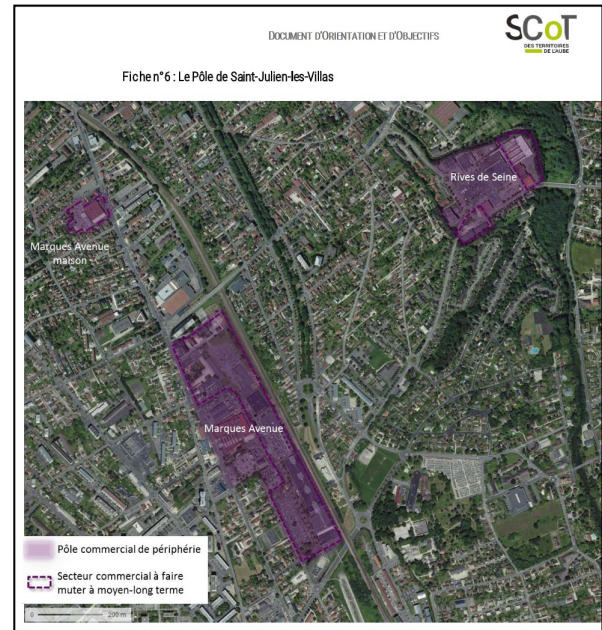 DOCUMENT D'ORIENTATION ET D'OBJECTIFS
SCoT
DES TERRITOIRES
DE L'AUBE
Fiche n°6 : Le Pôle de Saint-Julien-les-Villas
Rives de Seine
Marques Avenue
maison
Marques Avenue
Pôle commercial de périphérie
Secteur commercial à faire
muter à moyen-long terme
0 200 m